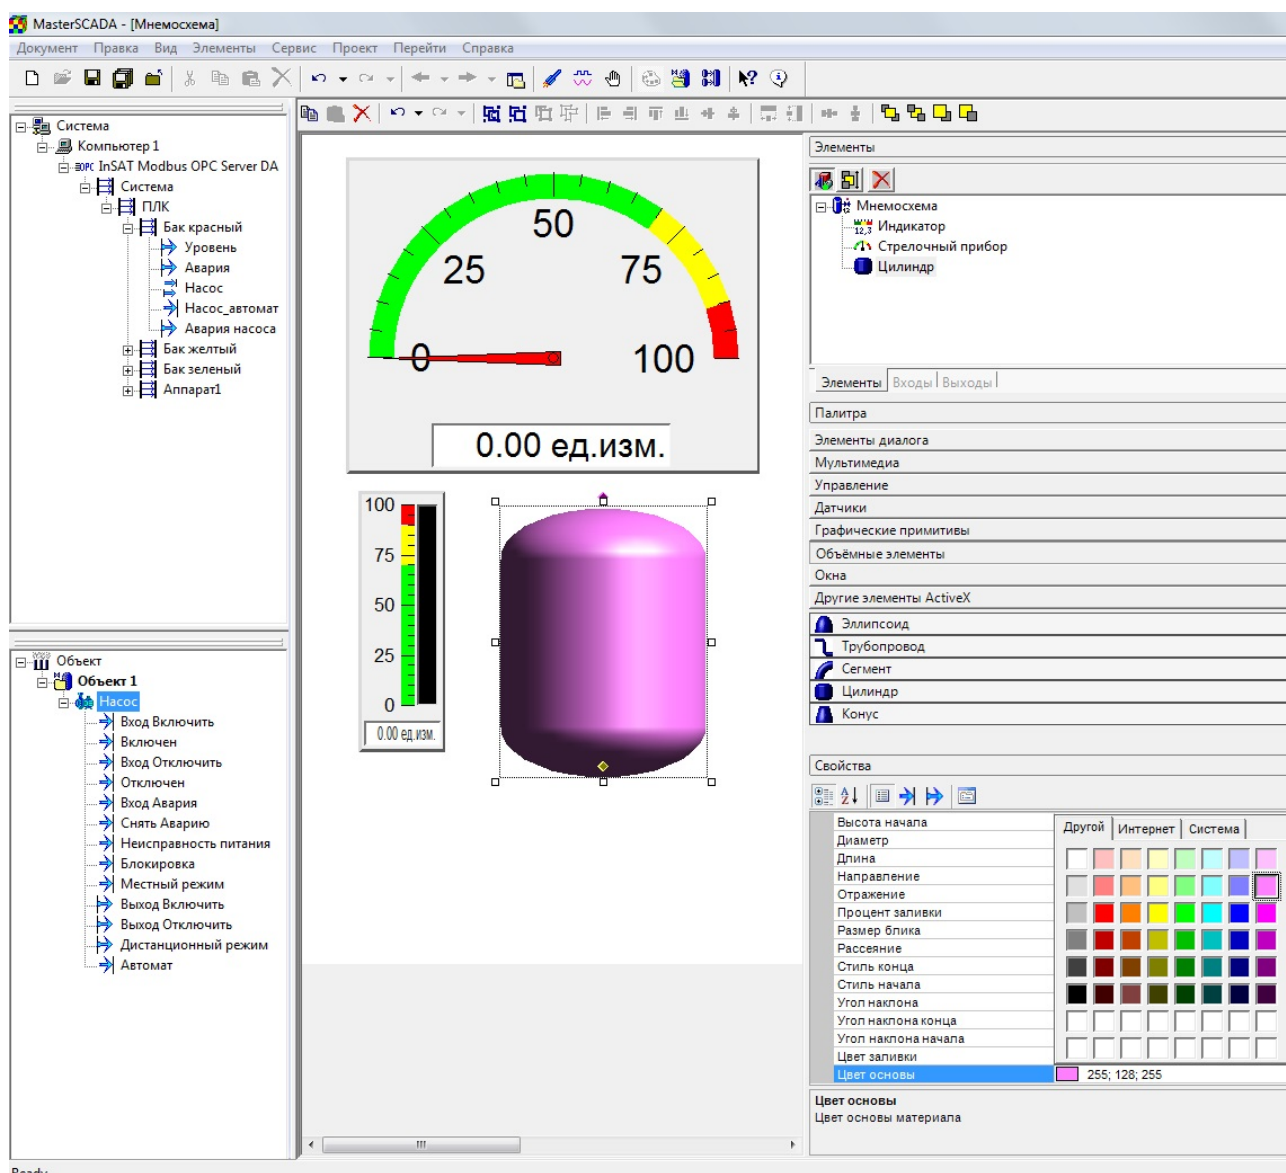 MasterSCADA - [Мнемосхема]
Документ Правка Вид Элементы Сервис Проект Перейти Справка
Система
Компьютер 1
InSAT Modbus OPC Server DA
Система
ПЛК
Бак красный
Уровень
Авария
Насос
Насос_автомат
Авария насоса
Бак желтый
Бак зеленый
Аппарат1
Объект
Объект 1
Насос
Вход Включить
Включен
Вход Отключить
Отключен
Вход Авария
Снять Аварию
Неисправность питания
Блокировка
Местный режим
Выход Включить
Выход Отключить
Дистанционный режим
Автомат
50
25 75
0 100
0.00 ед.изм.
100
75
50
25
0
0.00 ед.изм.
Элементы
Мнемосхема
Индикатор
Стрелочный прибор
Цилиндр
Элементы Входы Выходы
Палитра
Элементы диалога
Мультимедиа
Управление
Датчики
Графические примитивы
Объёмные элементы
Окна
Другие элементы ActiveX
Эллипсоид
Трубопровод
Сегмент
Цилиндр
Конус
Свойства
Высота начала
Диаметр
Длина
Направление
Отражение
Процент заливки
Размер блика
Рассеяние
Стиль конца
Стиль начала
Угол наклона
Угол наклона конца
Угол наклона начала
Цвет заливки
Цвет основы 255; 128; 255
Другой Интернет Система
Цвет основы
Цвет основы материала